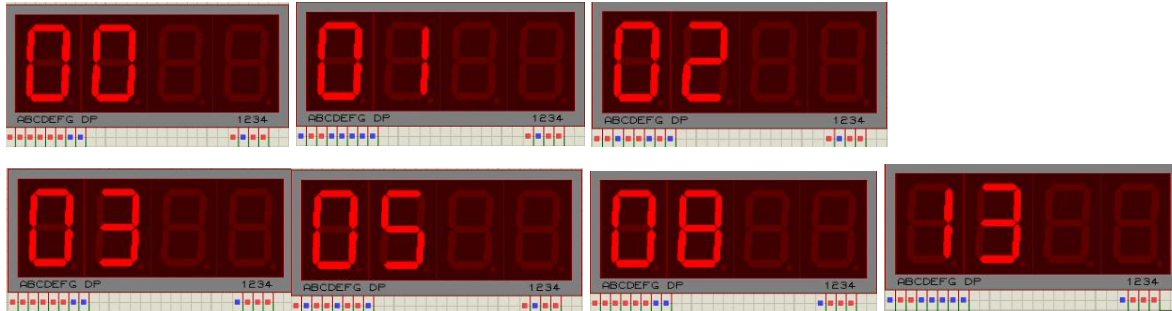 00
ABCDEFG DP 1234
01
ABCDEFG DP 1234
02
ABCDEFG DP 1234
03
ABCDEFG DP 1234
05
ABCDEFG DP 1234
08
ABCDEFG DP 1234
13
ABCDEFG DP 1234